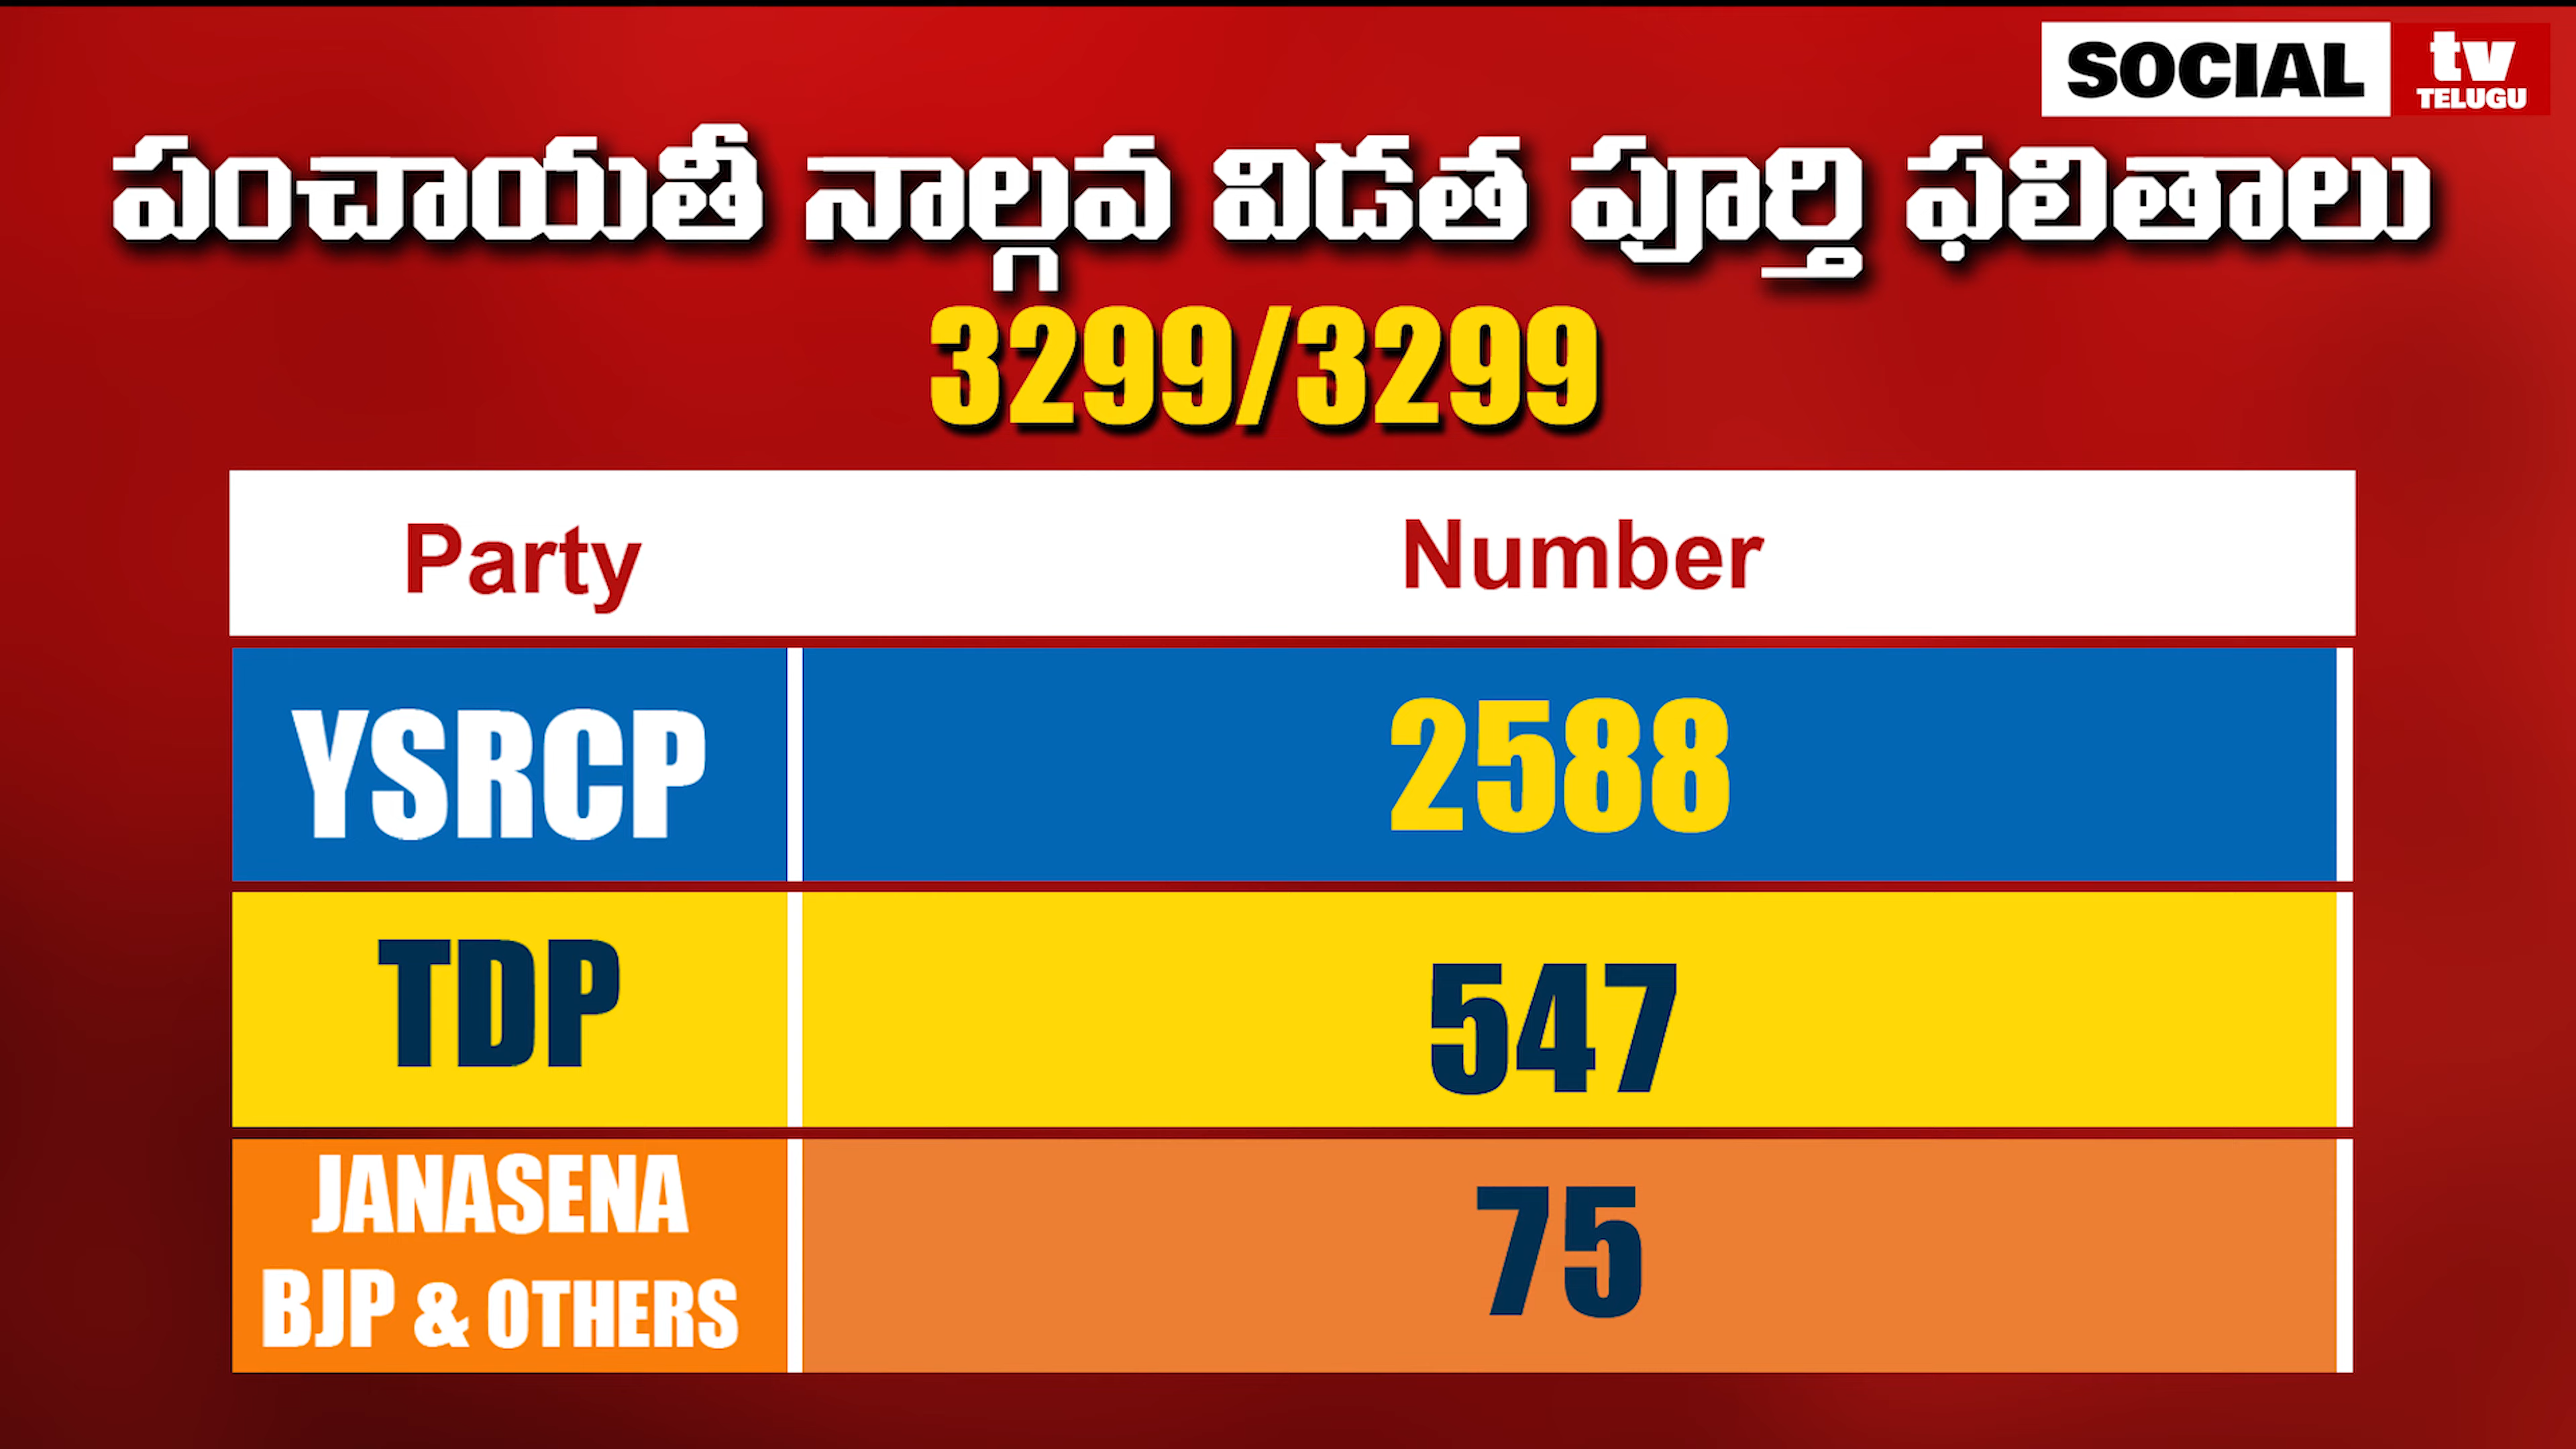 SOCIAL tv
TELUGU
పంచాయతీ నాల్గవ విడత పూర్తి ఫలితాలు
3299/3299
Party Number
YSRCP 2588
TDP 547
JANASENA
BJP & OTHERS 75